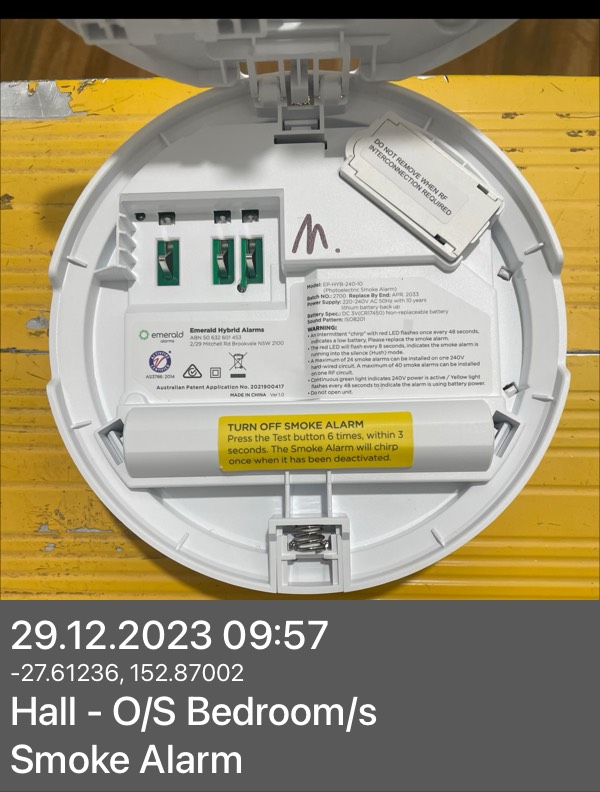 DO NOT REMOVE WHEN RF
INTERCONNECTION REQUIRED
M.
Model: EP-HYB-240-10
(Photoelectric Smoke Alarm)
Batch NO.: 2700 Replace By End: APR, 2033
Power Supply: 220-240V AC 50Hz with 10 years
lithium battery back up
Battery Spec.: DC 3V(CR17450) Non-replaceable battery
Sound Pattern: ISO8201
WARNING:
• An intermittent "chirp" with red LED flashes once every 48 seconds,
indicates a low battery. Please replace the smoke alarm.
• The red LED will flash every 8 seconds, indicates the smoke alarm is
running into the silence (Hush) mode.
• A maximum of 24 smoke alarms can be installed on one 240V
hard-wired circuit. A maximum of 40 smoke alarms can be installed
on one RF circuit.
• Continuous green light indicates 240V power is active / Yellow light
flashes every 48 seconds to indicate the alarm is using battery power.
• Do not open unit.
emerald
Emerald Hybrid Alarms
ABN 50 632 601 453
2/29 Mitchell Rd Brookvale NSW 2100
AS3786: 2014
Australian Patent Application No. 2021900417
MADE IN CHINA Ver:1.0
TURN OFF SMOKE ALARM
Press the Test button 6 times, within 3
seconds. The Smoke Alarm will chirp
once when it has been deactivated.
29.12.2023 09:57
-27.61236, 152.87002
Hall - O/S Bedroom/s
Smoke Alarm